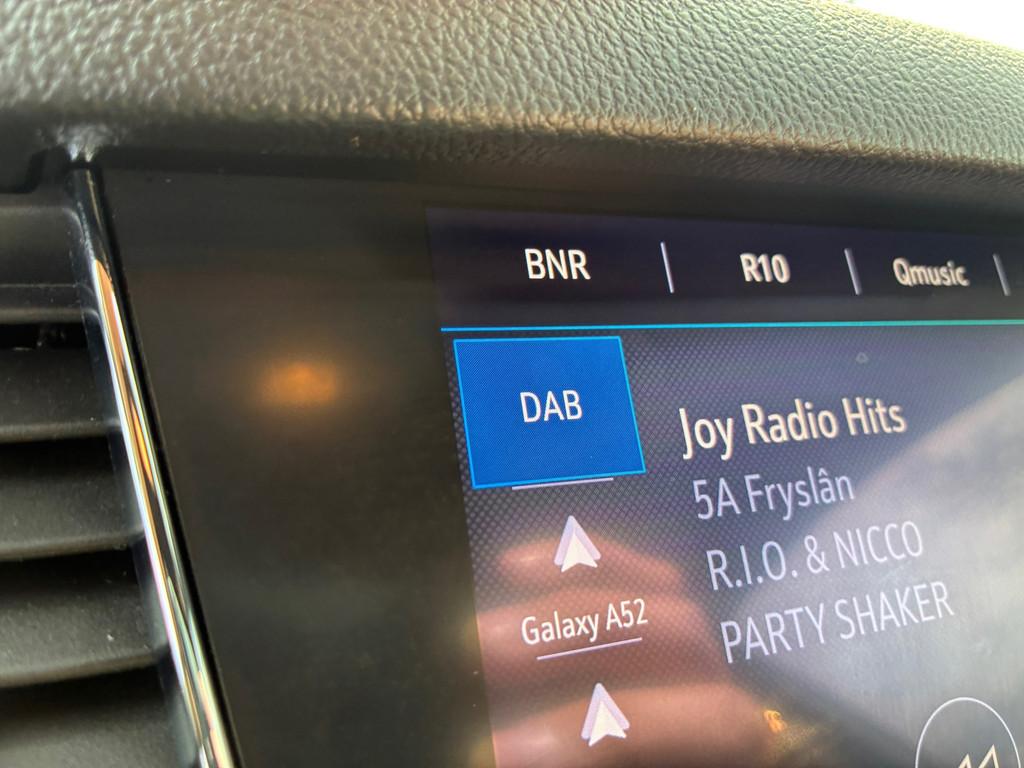 BNR | R10 | Qmusic |
DAB
Joy Radio Hits
5A Fryslân
R.I.O. & NICCO
PARTY SHAKER
Galaxy A52